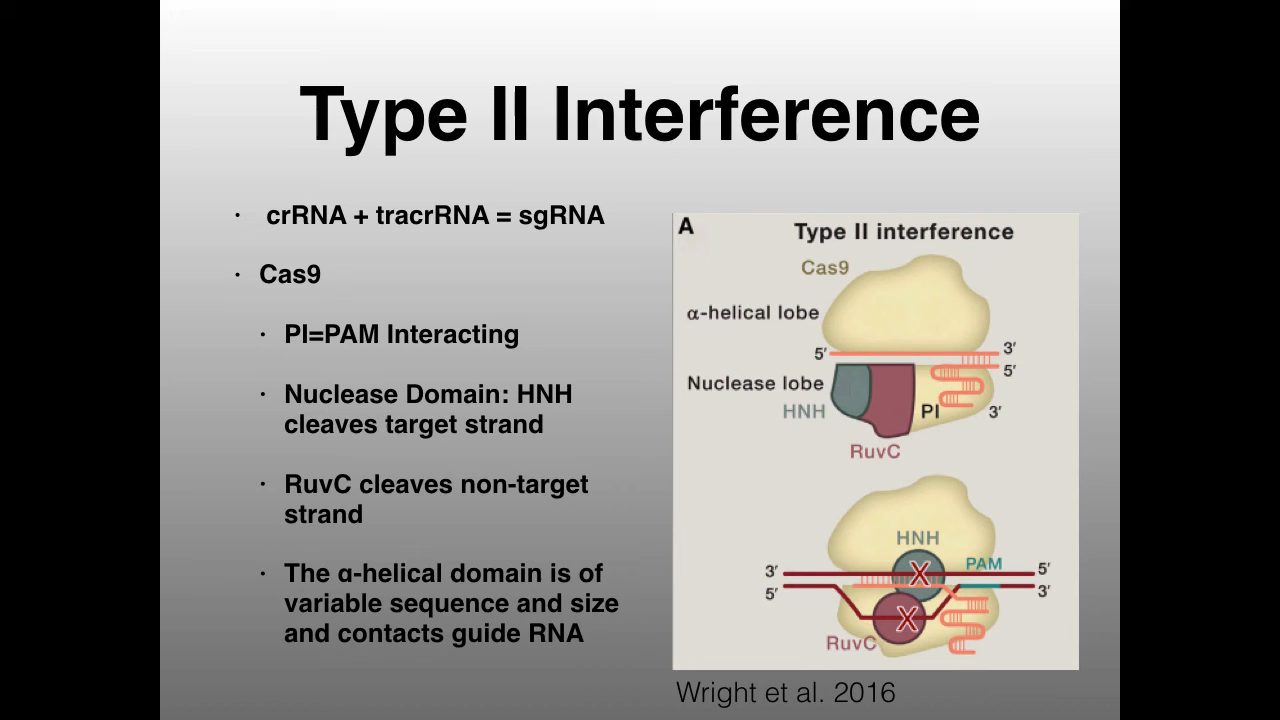 Type II Interference
· crRNA + tracrRNA = sgRNA
· Cas9
· PI=PAM Interacting
· Nuclease Domain: HNH
cleaves target strand
· RuvC cleaves non-target
strand
· The α-helical domain is of
variable sequence and size
and contacts guide RNA
A
Type II interference
Cas9
α-helical lobe
5′
3′
5′
Nuclease lobe
HNH
PI
3′
RuvC
HNH
PAM
3′
5′
5′
3′
X
X
RuvC
Wright et al. 2016